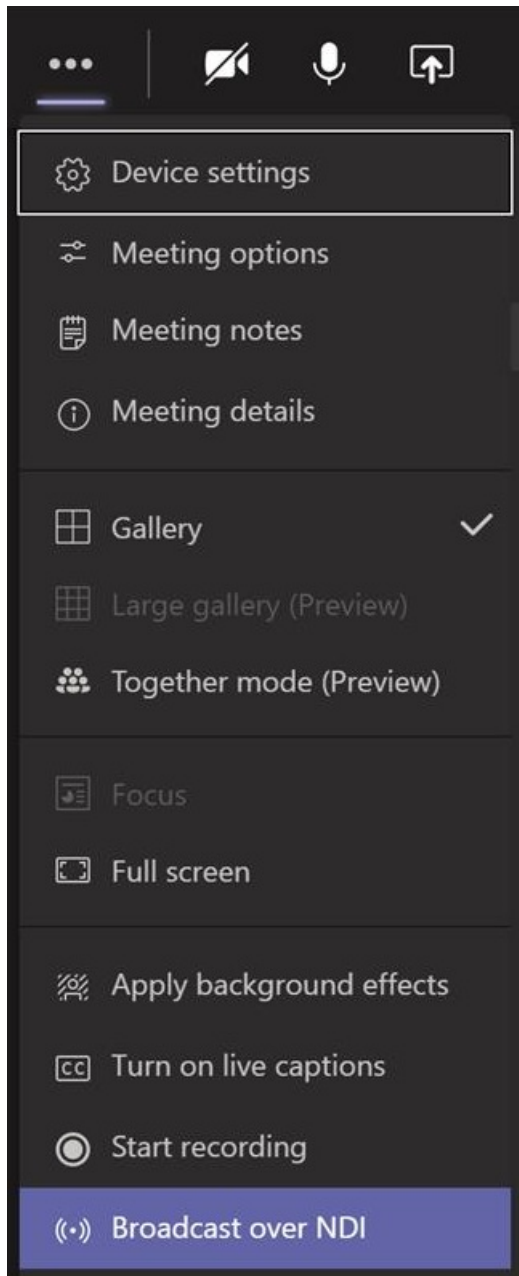 Device settings
Meeting options
Meeting notes
Meeting details
Gallery
Large gallery (Preview)
Together mode (Preview)
Focus
Full screen
Apply background effects
CC Turn on live captions
Start recording
Broadcast over NDI